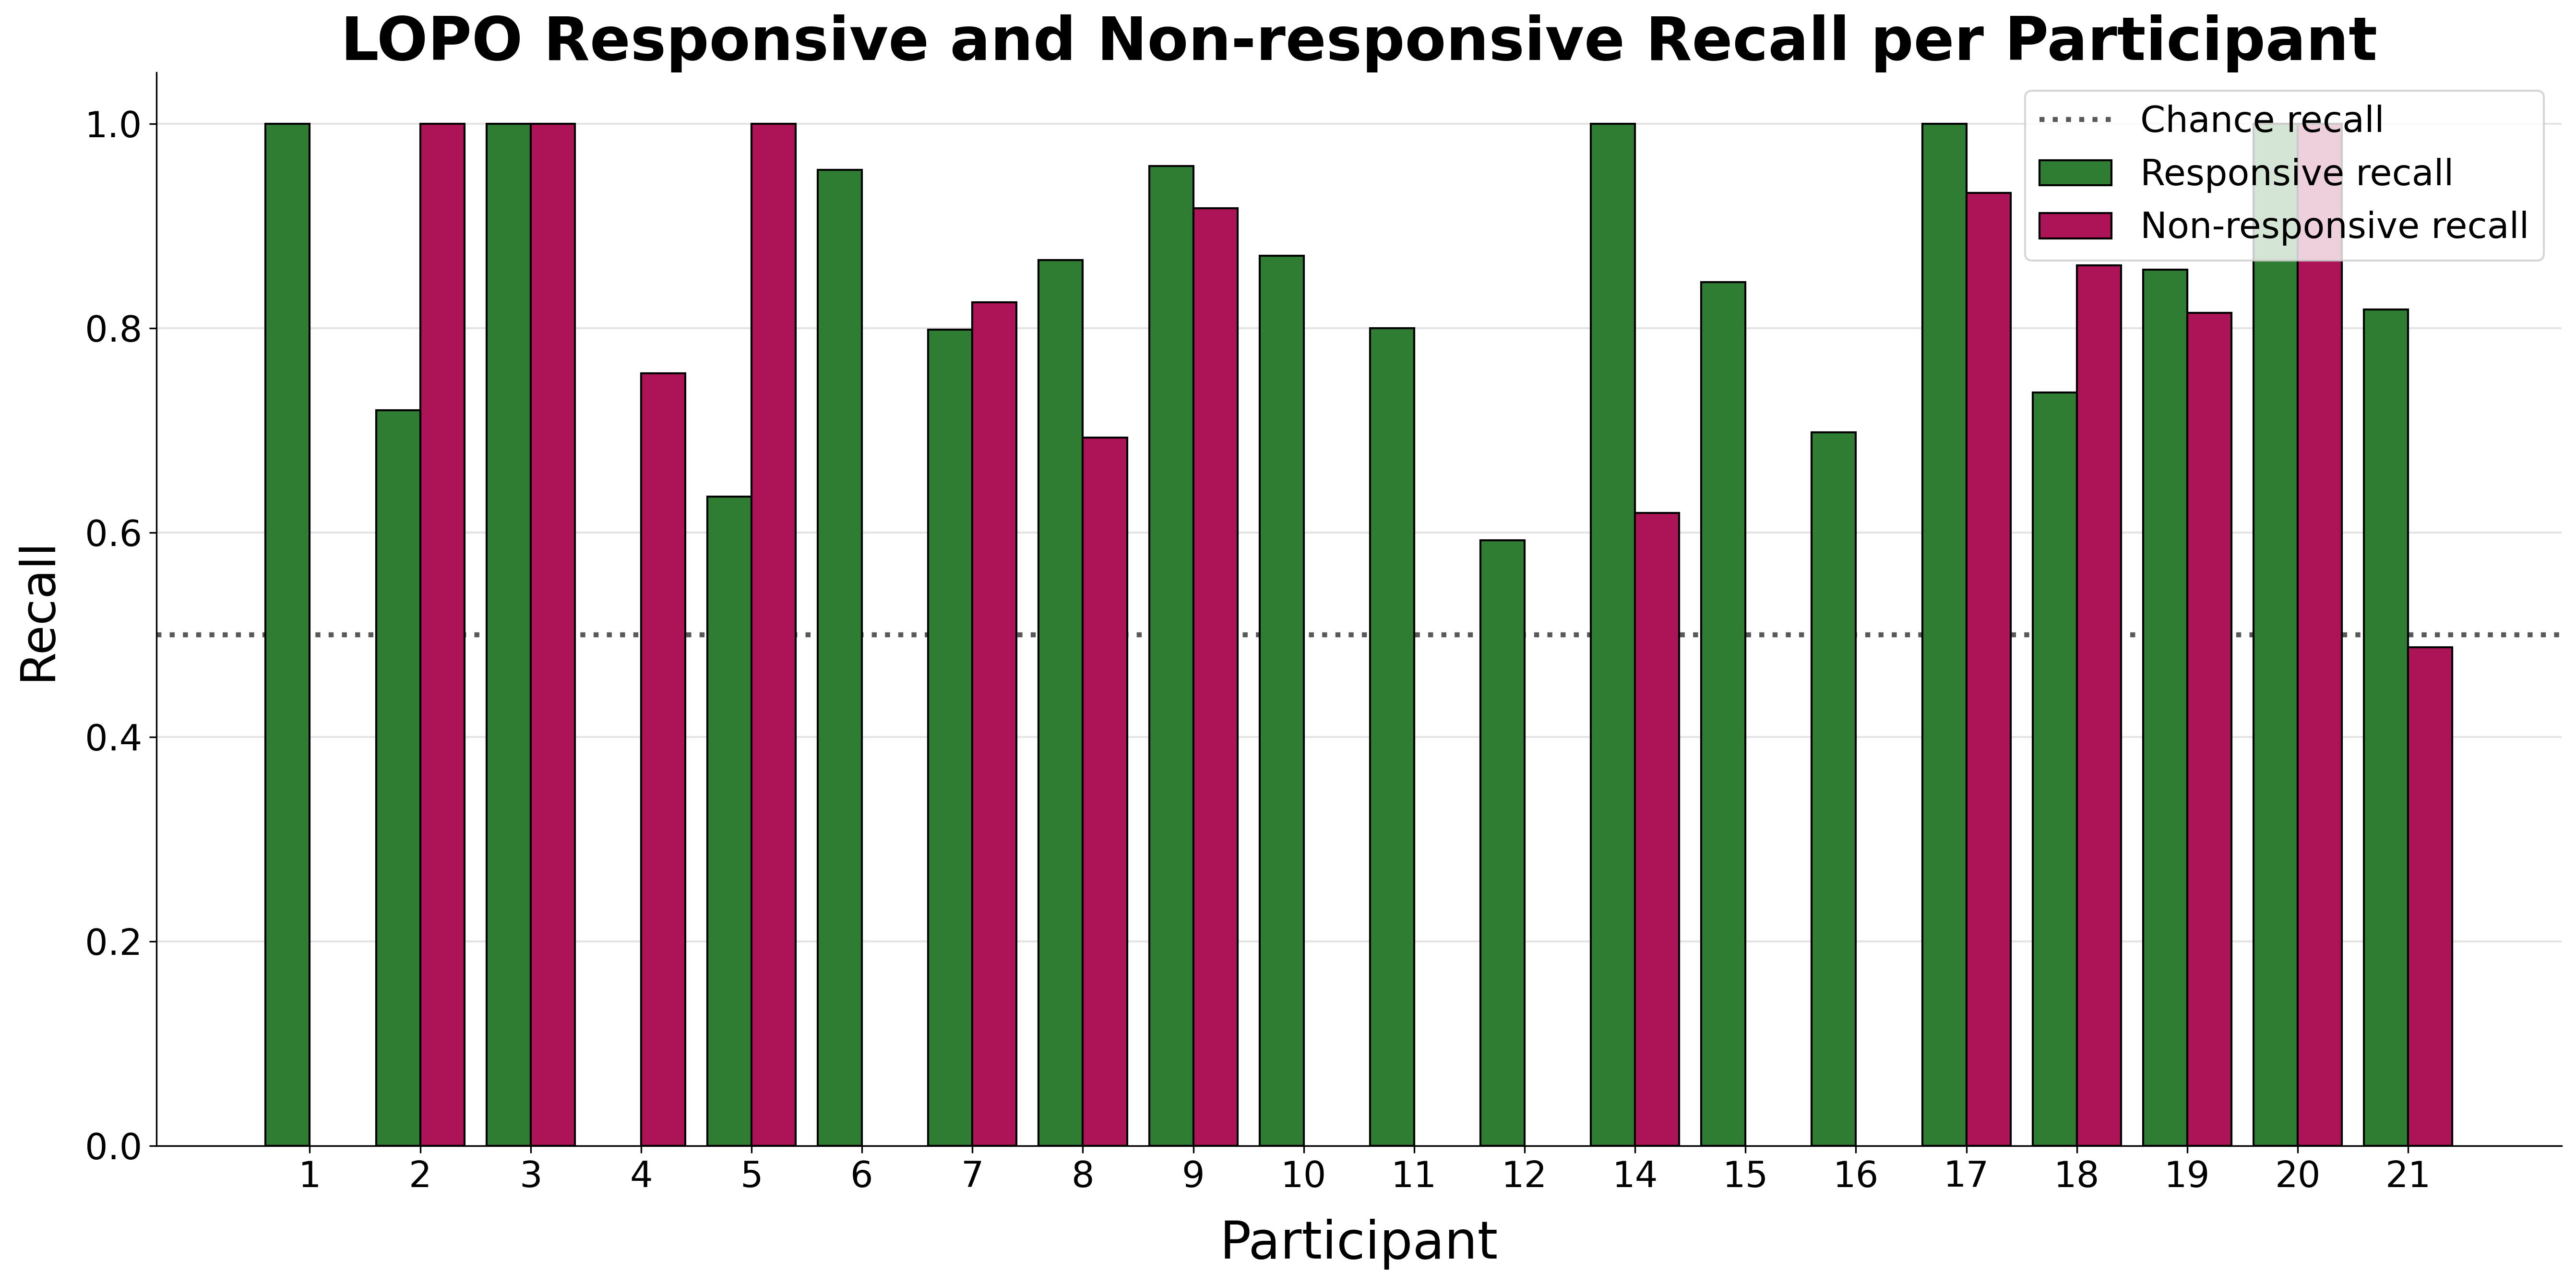 LOPO Responsive and Non-responsive Recall per Participant
Chance recall
Responsive recall
Non-responsive recall
1.0
0.8
0.6
0.4
0.2
0.0
Recall
1 2 3 4 5 6 7 8 9 10 11 12 14 15 16 17 18 19 20 21
Participant